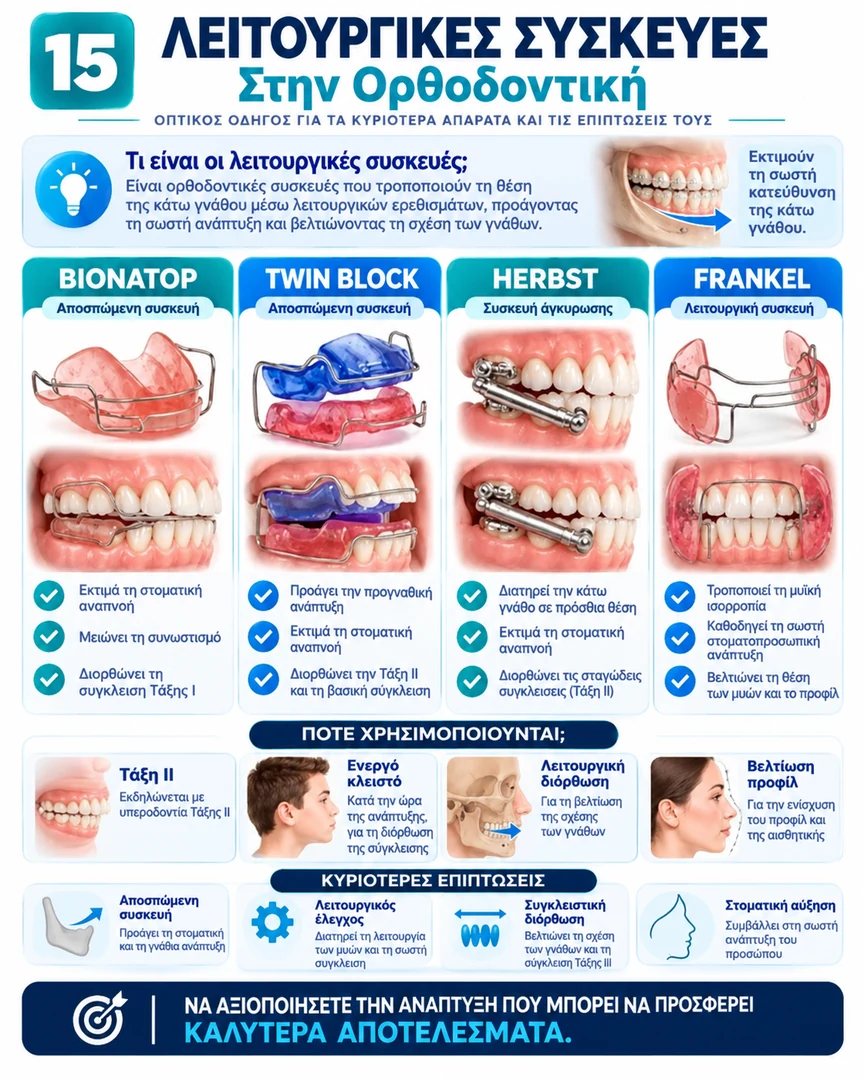 15
ΛΕΙΤΟΥΡΓΙΚΕΣ ΣΥΣΚΕΥΕΣ
Στην Ορθοδοντική
ΟΠΤΙΚΟΣ ΟΔΗΓΟΣ ΓΙΑ ΤΑ ΚΥΡΙΟΤΕΡΑ ΑΠΑΡΑΤΑ ΚΑΙ ΤΙΣ ΕΠΙΠΤΩΣΕΙΣ ΤΟΥΣ
Τι είναι οι λειτουργικές συσκευές;
Είναι ορθοδοντικές συσκευές που τροποποιούν τη θέση
της κάτω γνάθου μέσω λειτουργικών ερεθισμάτων, προάγοντας
τη σωστή ανάπτυξη και βελτιώνοντας τη σχέση των γνάθων.
Εκτιμούν
τη σωστή
κατεύθυνση
της κάτω
γνάθου.
BIONATOP
Αποσπώμενη συσκευή
Εκτιμά τη στοματική
αναπνοή
Μειώνει το συνωστισμό
Διορθώνει τη
συγκλειση Τάξης Ι
TWIN BLOCK
Αποσπώμενη συσκευή
Προάγει την προγναθική
ανάπτυξη
Εκτιμά τη στοματική
αναπνοή
Διορθώνει την Τάξη ΙΙ
και τη βασική σύγκλειση
HERBST
Συσκευή άγκυρωσης
Διατηρεί την κάτω
γνάθο σε πρόσθια θέση
Εκτιμά τη στοματική
αναπνοή
Διορθώνει τις σταγώδεις
συγκλεισεις (Τάξη ΙΙ)
FRANKEL
Λειτουργική συσκευή
Τροποποιεί τη μυϊκή
ισορροπία
Καθοδηγεί τη σωστή
στοματοπροσωπική
ανάπτυξη
Βελτιώνει τη θέση
των μυών και το προφίλ
ΠΟΤΕ ΧΡΗΣΙΜΟΠΟΙΟΥΝΤΑΙ;
Τάξη ΙΙ
Εκδηλώνεται με
υπεροδοντία Τάξης ΙΙ
Ενεργό
κλειστό
Κατά την ώρα
της ανάπτυξης,
για τη διόρθωση
της σύγκλεισης
Λειτουργική
διόρθωση
Για τη βελτίωση
της σχέσης
των γνάθων
Βελτίωση
προφίλ
Για την ενίσχυση
του προφίλ και
της αισθητικής
ΚΥΡΙΟΤΕΡΕΣ ΕΠΙΠΤΩΣΕΙΣ
Αποσπώμενη
συσκευή
Προάγει τη στοματική
και τη γνάθια ανάπτυξη
Λειτουργικός
έλεγχος
Διατηρεί τη λειτουργία
των μυών και τη σωστή
συγκλειση
Συγκλειστική
διόρθωση
Βελτιώνει τη σχέση
των γνάθων και τη
σύγκλειση Τάξης ΙΙΙ
Στοματική αύξηση
Συμβάλλει στη σωστή
ανάπτυξη του
προσώπου
ΝΑ ΑΞΙΟΠΟΙΗΣΕΤΕ ΤΗΝ ΑΝΑΠΤΥΞΗ ΠΟΥ ΜΠΟΡΕΙ ΝΑ ΠΡΟΣΦΕΡΕΙ
ΚΑΛΥΤΕΡΑ ΑΠΟΤΕΛΕΣΜΑΤΑ.